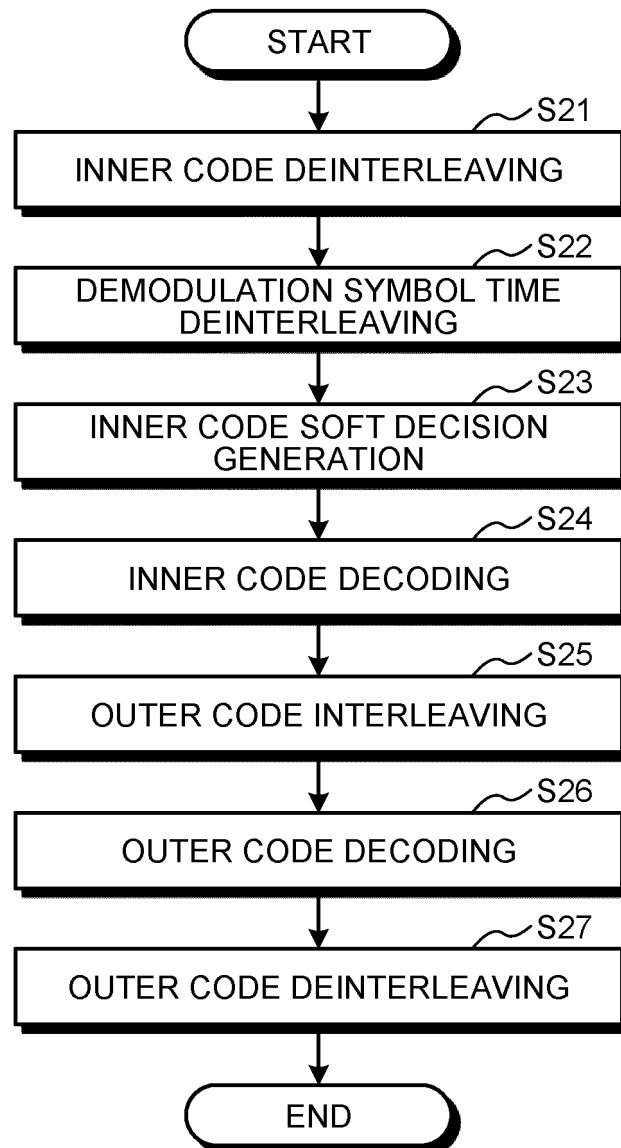 START
S21
INNER CODE DEINTERLEAVING
S22
DEMODULATION SYMBOL TIME
DEINTERLEAVING
S23
INNER CODE SOFT DECISION
GENERATION
S24
INNER CODE DECODING
S25
OUTER CODE INTERLEAVING
S26
OUTER CODE DECODING
S27
OUTER CODE DEINTERLEAVING
END